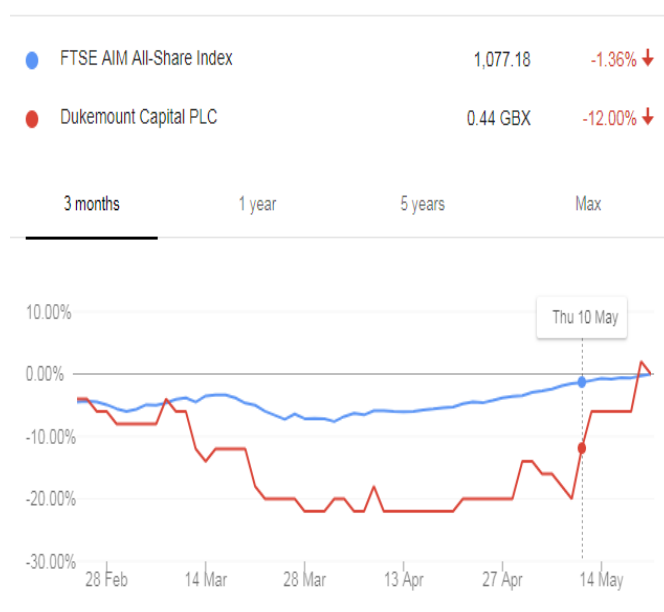 FTSE AIM All-Share Index 1,077.18 -1.36%
Dukemount Capital PLC 0.44 GBX -12.00%
3 months 1 year 5 years Max
10.00%
Thu 10 May
0.00%
-10.00%
-20.00%
-30.00%
28 Feb 14 Mar 28 Mar 13 Apr 27 Apr 14 May